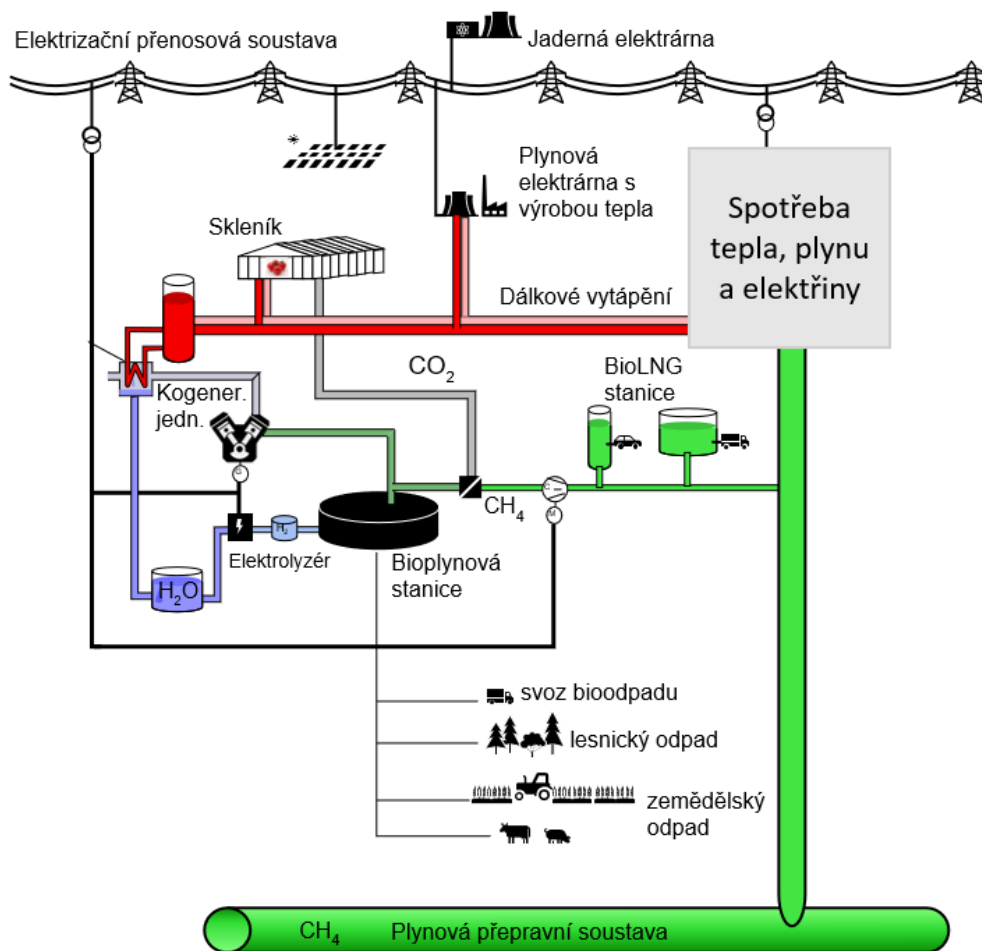 Elektrizační přenosová soustava
Jaderná elektrárna
Plynová
elektrárna s
výrobou tepla
Spotřeba
tepla, plynu
a elektřiny
Skleník
Dálkové vytápění
CO₂
BioLNG
stanice
Kogener.
jedn.
G
CH₄
C
M
H₂
Elektrolyzér
Bioplynová
stanice
H₂O
svoz bioodpadu
lesnický odpad
zemědělský
odpad
CH₄
Plynová přepravní soustava